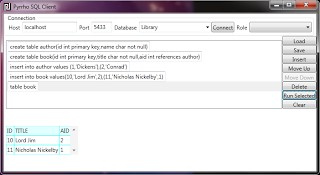 Pyrrho SQL Client
Connection
Host localhost Port 5433 Database Library Connect Role
create table author(id int primary key,name char not null)
create table book(id int primary key,title char not null,aid int references author)
insert into author values (1,'Dickens'),(2,'Conrad')
insert into book values(10,'Lord Jim',2),(11,'Nicholas Nickelby',1)
table book
Load
Save
Insert
Move Up
Move Down
Delete
Run Selected
Clear
ID TITLE AID
10 Lord Jim 2
11 Nicholas Nickelby 1